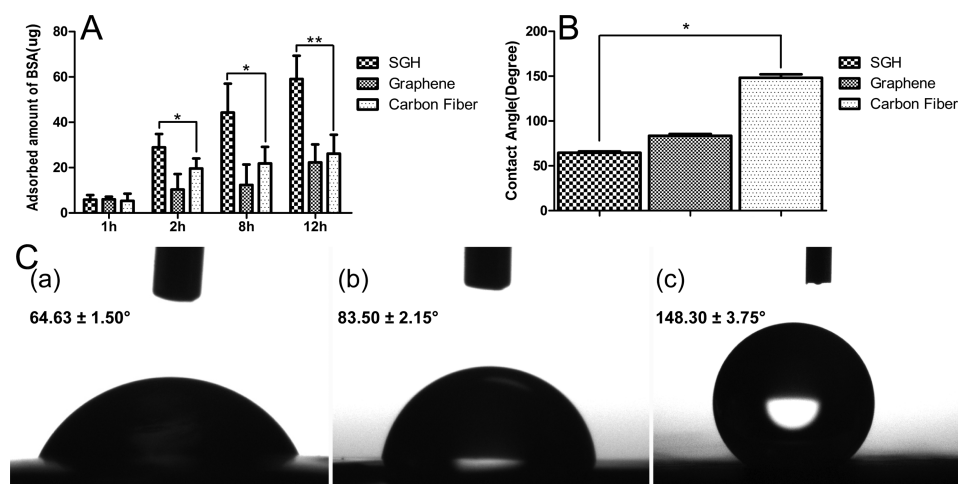 A
Adsorbed amount of BSA(ug)
80
60
40
20
0
*
*
**
1h
2h
8h
12h
SGH
Graphene
Carbon Fiber
B
Contact Angle(Degree)
200
150
100
50
0
*
SGH
Graphene
Carbon Fiber
C
(a)
64.63 ± 1.50°
(b)
83.50 ± 2.15°
(c)
148.30 ± 3.75°